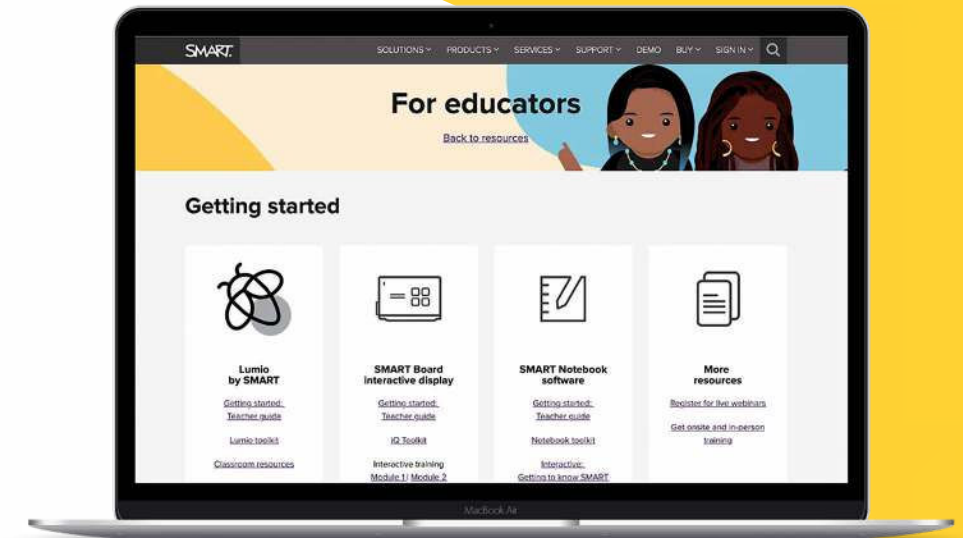 SMART.
SOLUTIONS PRODUCTS SERVICES SUPPORT DEMO BUY SIGN IN
For educators
Back to resources
Getting started
Lumio
by SMART
Getting started:
Teacher guide
Lumio toolkit
Classroom resources
SMART Board
interactive display
Getting started:
Teacher guide
iQ Toolkit
Interactive training
Module 1 | Module 2
SMART Notebook
software
Getting started:
Teacher guide
Notebook toolkit
Interactive:
Getting to know SMART
More
resources
Register for live webinars
Get onsite and in-person
training
MacBook Air